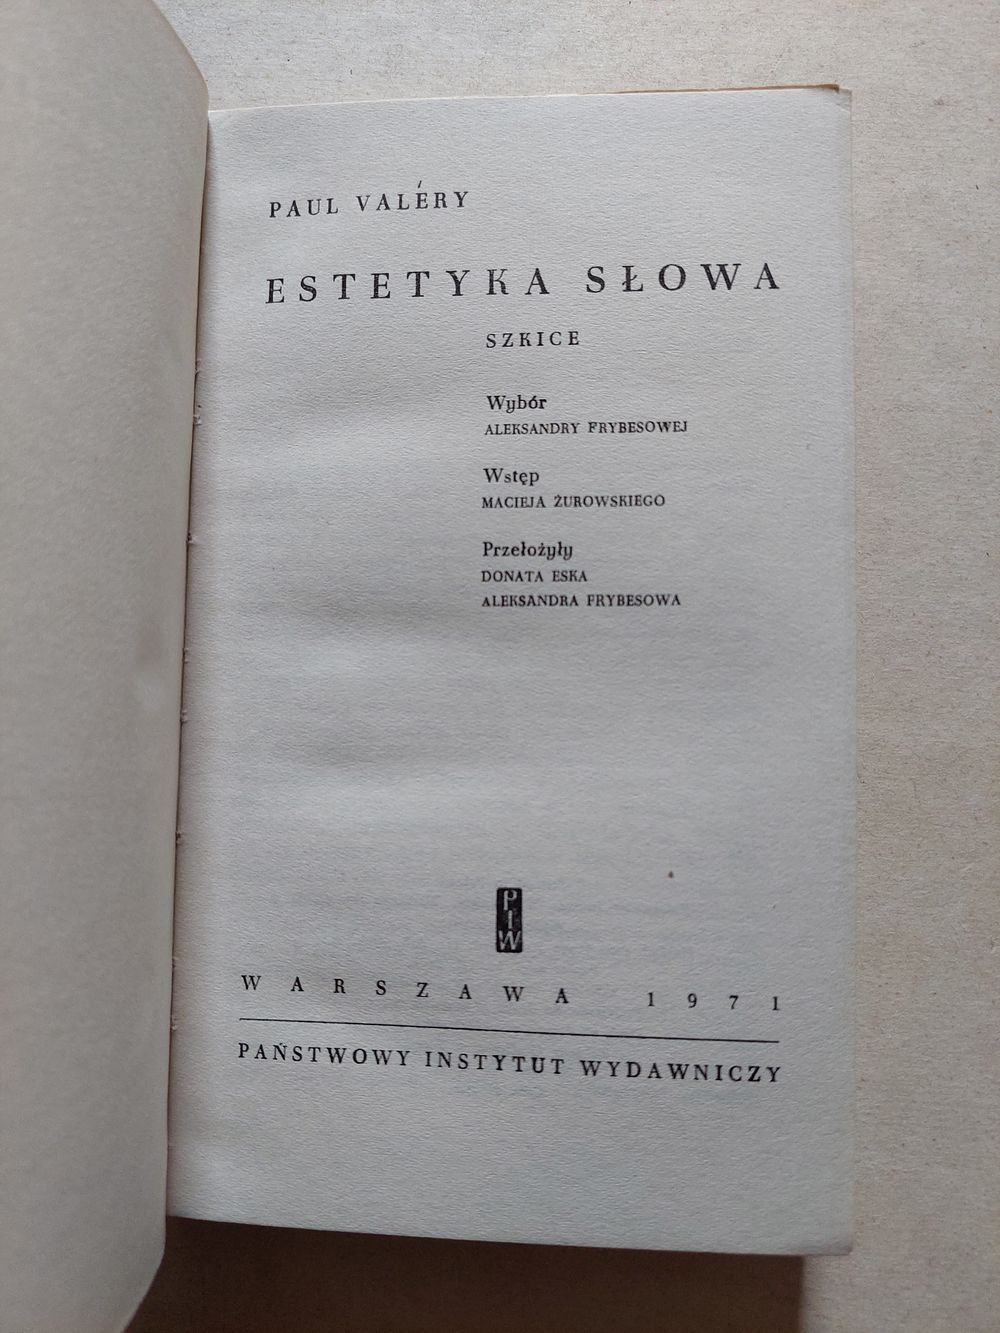 PAUL VALÉRY
ESTETYKA SŁOWA
SZKICE
Wybór
ALEKSANDRY FRYBESOWEJ
Wstęp
MACIEJA ŻUROWSKIEGO
Przełożyły
DONATA ESKA
ALEKSANDRA FRYBESOWA
PIW
WARSZAWA 1971
PAŃSTWOWY INSTYTUT WYDAWNICZY